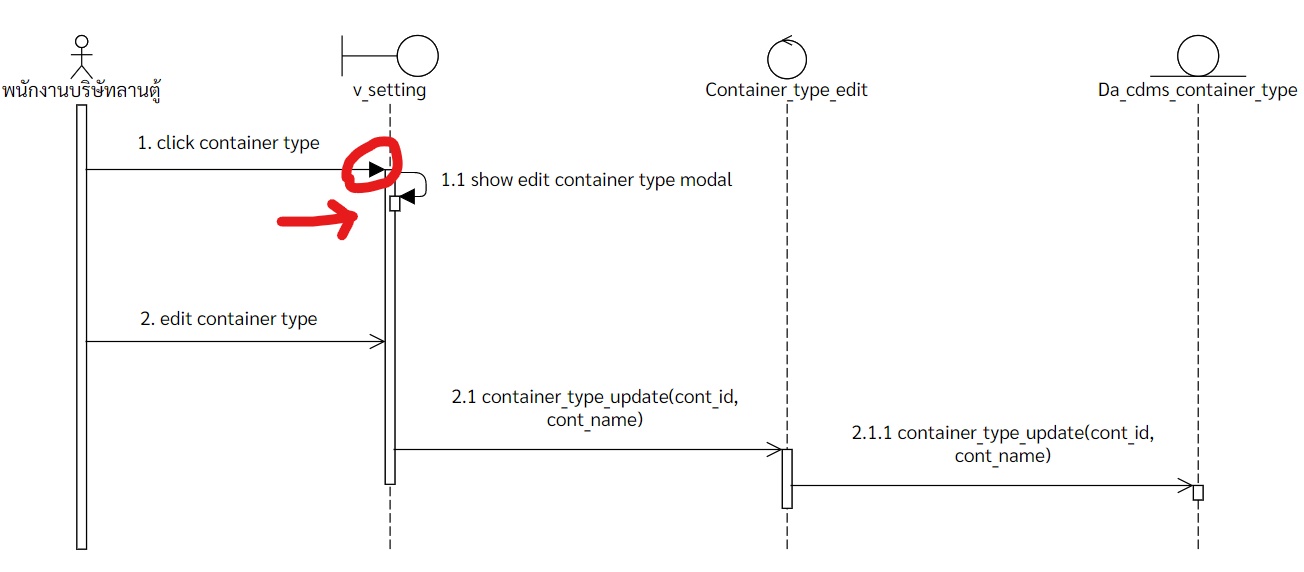 พนักงานบริษัทลานตู้
v_setting
Container_type_edit
Da_cdms_container_type
1. click container type
1.1 show edit container type modal
2. edit container type
2.1 container_type_update(cont_id,
cont_name)
2.1.1 container_type_update(cont_id,
cont_name)